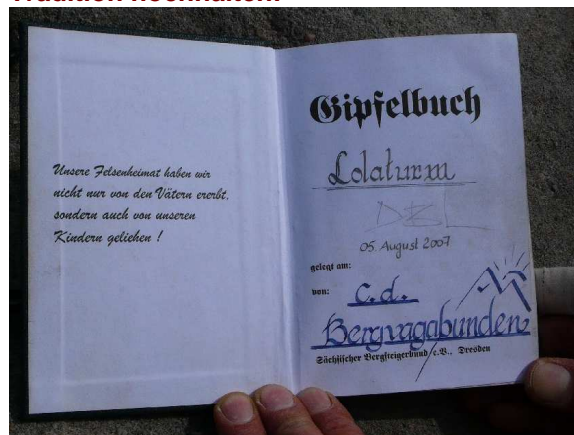 Tradition hochhalten!
Unsere Felsenheimat haben wir
nicht nur von den Vätern ererbt,
sondern auch von unseren
Kindern geliehen !
Gipfelbuch
Lolaturm
05. August 2007
gelegt am:
von: C.d.
Bergvagabunden
Sächsischer Bergsteigerbund e.V., Dresden